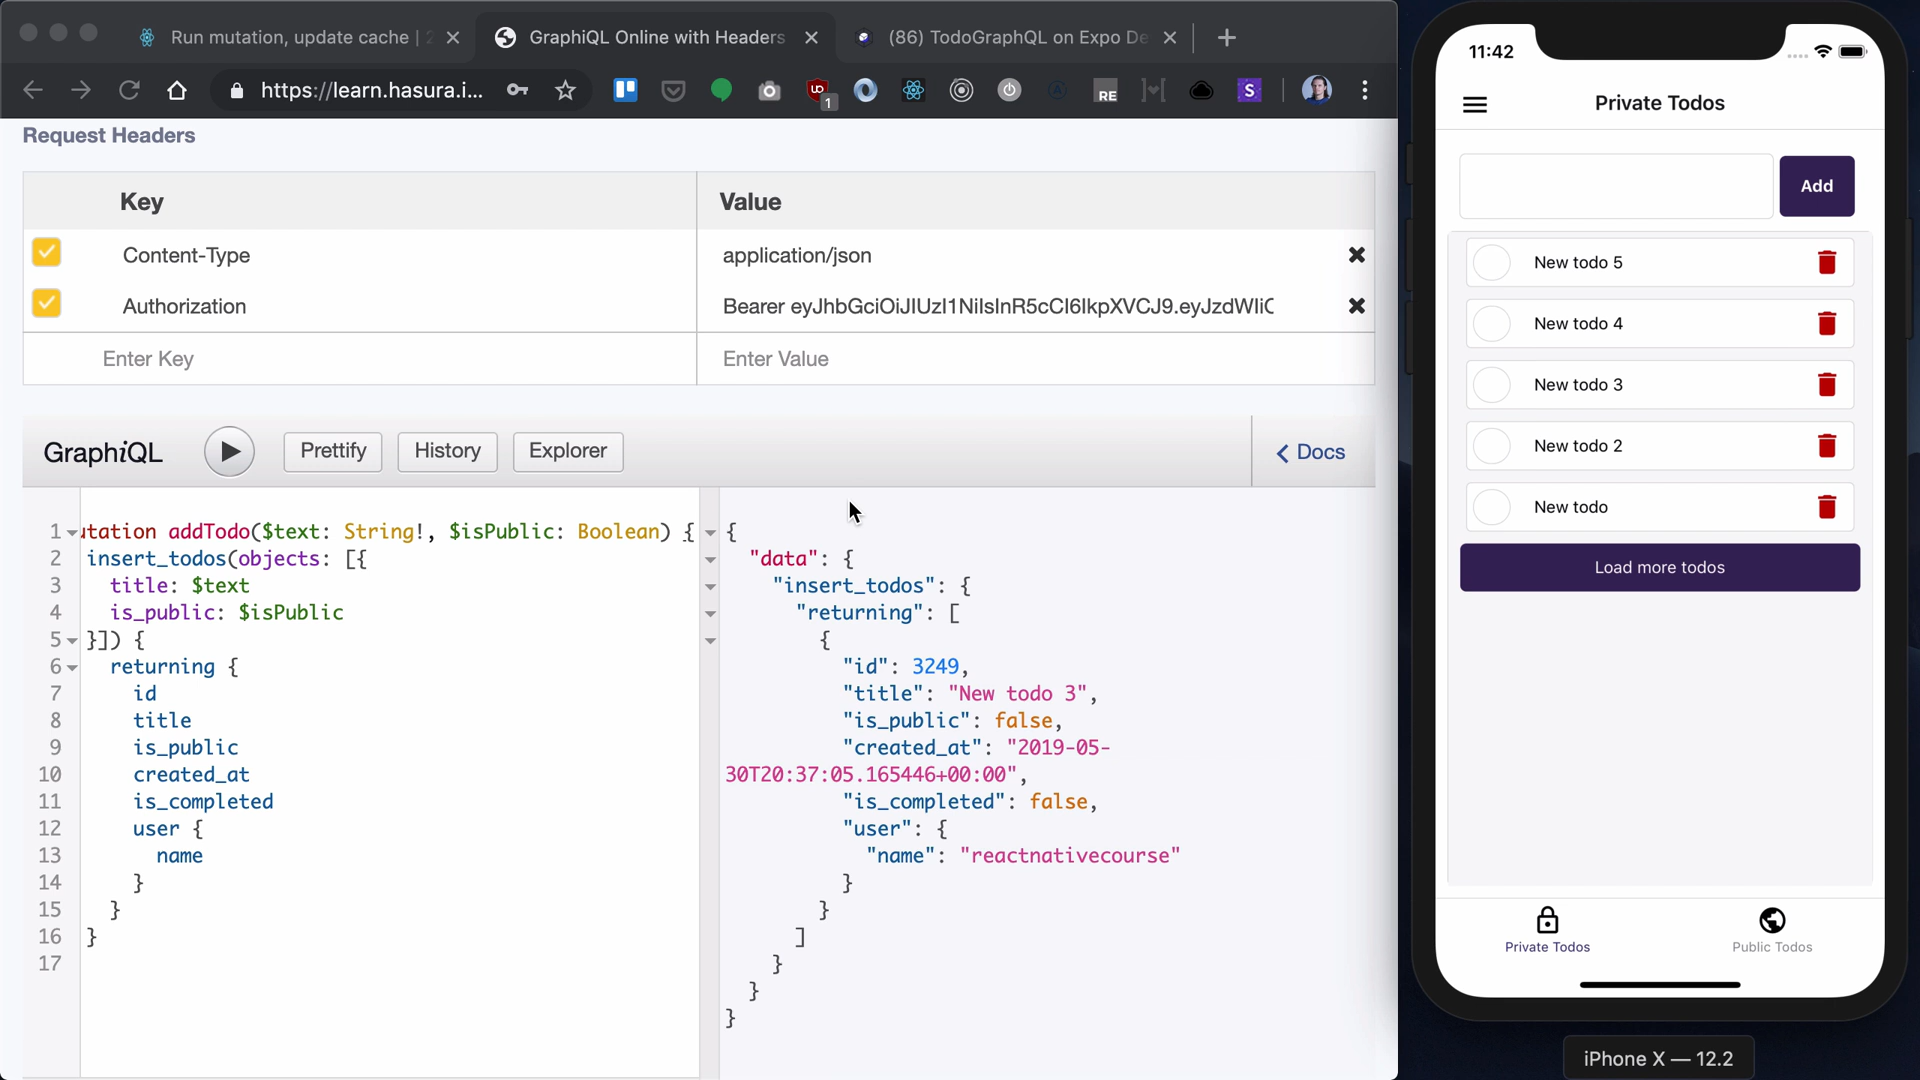 Run mutation, update cache |
GraphiQL Online with Headers
(86) TodoGraphQL on Expo De
https://learn.hasura.i...
1
RE
S
Request Headers
Key Value
Content-Type application/json
Authorization Bearer eyJhbGciOiJIUzI1NiIsInR5cCI6IkpXVCJ9.eyJzdWIiO
Enter Key Enter Value
GraphiQL Prettify History Explorer Docs
1 utation addTodo($text: String!, $isPublic: Boolean) {
2 insert_todos(objects: [{
3 title: $text
4 is_public: $isPublic
5 }]) {
6 returning {
7 id
8 title
9 is_public
10 created_at
11 is_completed
12 user {
13 name
14 }
15 }
16 }
17
{
"data": {
"insert_todos": {
"returning": [
{
"id": 3249,
"title": "New todo 3",
"is_public": false,
"created_at": "2019-05-
30T20:37:05.165446+00:00",
"is_completed": false,
"user": {
"name": "reactnativecourse"
}
}
]
}
}
}
11:42
Private Todos
Add
New todo 5
New todo 4
New todo 3
New todo 2
New todo
Load more todos
Private Todos Public Todos
iPhone X — 12.2